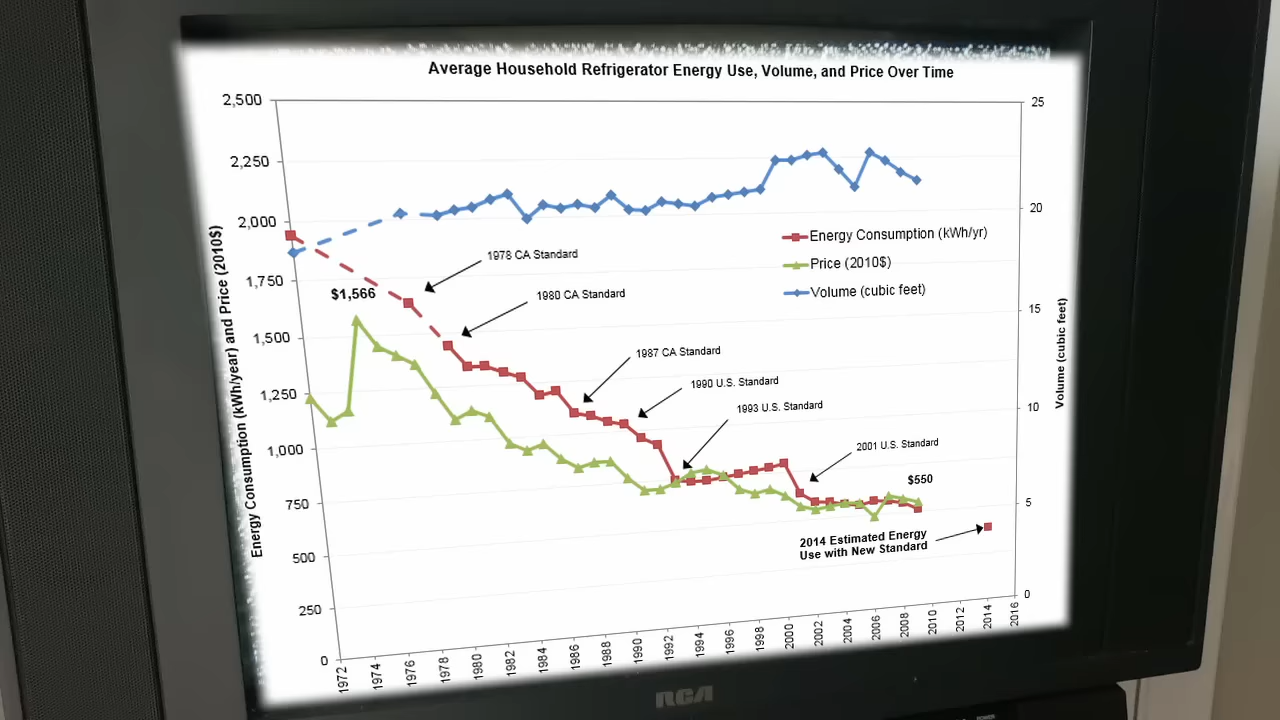 Average Household Refrigerator Energy Use, Volume, and Price Over Time
2,500
2,250
2,000
1,750
1,500
1,250
1,000
750
500
250
0
Energy Consumption (kWh/year) and Price (2010$)
25
20
15
10
5
0
Volume (cubic feet)
Energy Consumption (kWh/yr)
Price (2010$)
Volume (cubic feet)
$1,566
1978 CA Standard
1980 CA Standard
1987 CA Standard
1990 U.S. Standard
1993 U.S. Standard
2001 U.S. Standard
$550
2014 Estimated Energy
Use with New Standard
1972 1974 1976 1978 1980 1982 1984 1986 1988 1990 1992 1994 1996 1998 2000 2002 2004 2006 2008 2010 2012 2014 2016
RCA